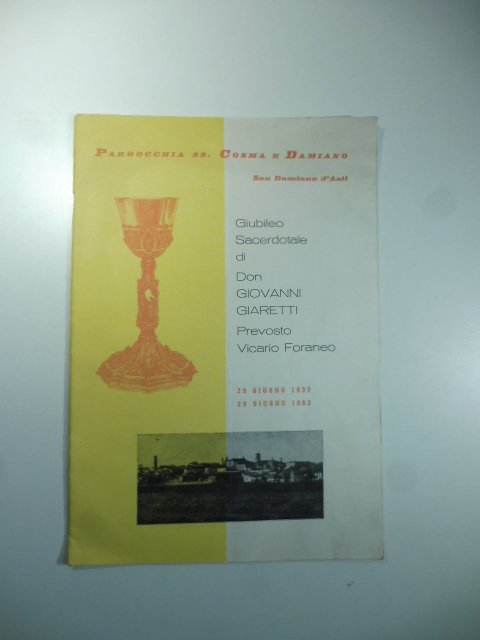 Parrocchia ss. Cosma e Damiano
San Damiano d'Asti
Giubileo
Sacerdotale
di
Don
GIOVANNI
GIARETTI
Prevosto
Vicario Foraneo
29 GIUGNO 1937
29 GIUGNO 1962